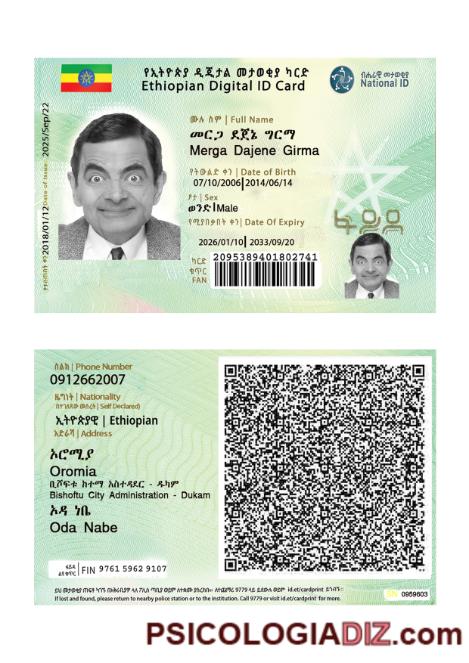 የኢትዮጵያ ዲጂታል መታወቂያ ካርድ
Ethiopian Digital ID Card
ብሔራዊ መታወቂያ
National ID
ሙሉ ስም | Full Name
መርጋ ደጀኔ ግርማ
Merga Dajene Girma
የትውልድ ቀን | Date of Birth
07/10/2006 | 2014/06/14
ፆታ | Sex
ወንድ | Male
የሚያበቃበት ቀን | Date Of Expiry
2026/01/10 | 2033/09/20
ፋይዳ
ካርድ
ቁጥር
FAN
2095389401802741
2018/01/12 Date of Issue: 2025/Sep/22
ስልክ | Phone Number
0912662007
ዜግነት | Nationality
| Self Declared)
ኢትዮጵያዊ | Ethiopian
አድራሻ | Address
ኦሮሚያ
Oromia
ቢሾፍቱ ከተማ አስተዳደር - ዱካም
Bishoftu City Administration - Dukam
ኦዳ ነቤ
Oda Nabe
FIN 9761 5962 9107
If lost and found, please return to nearby police station or to the institution. Call 9779 or visit id.et/cardprint for more.
SN 0959603
PSICOLOGIADIZ.com